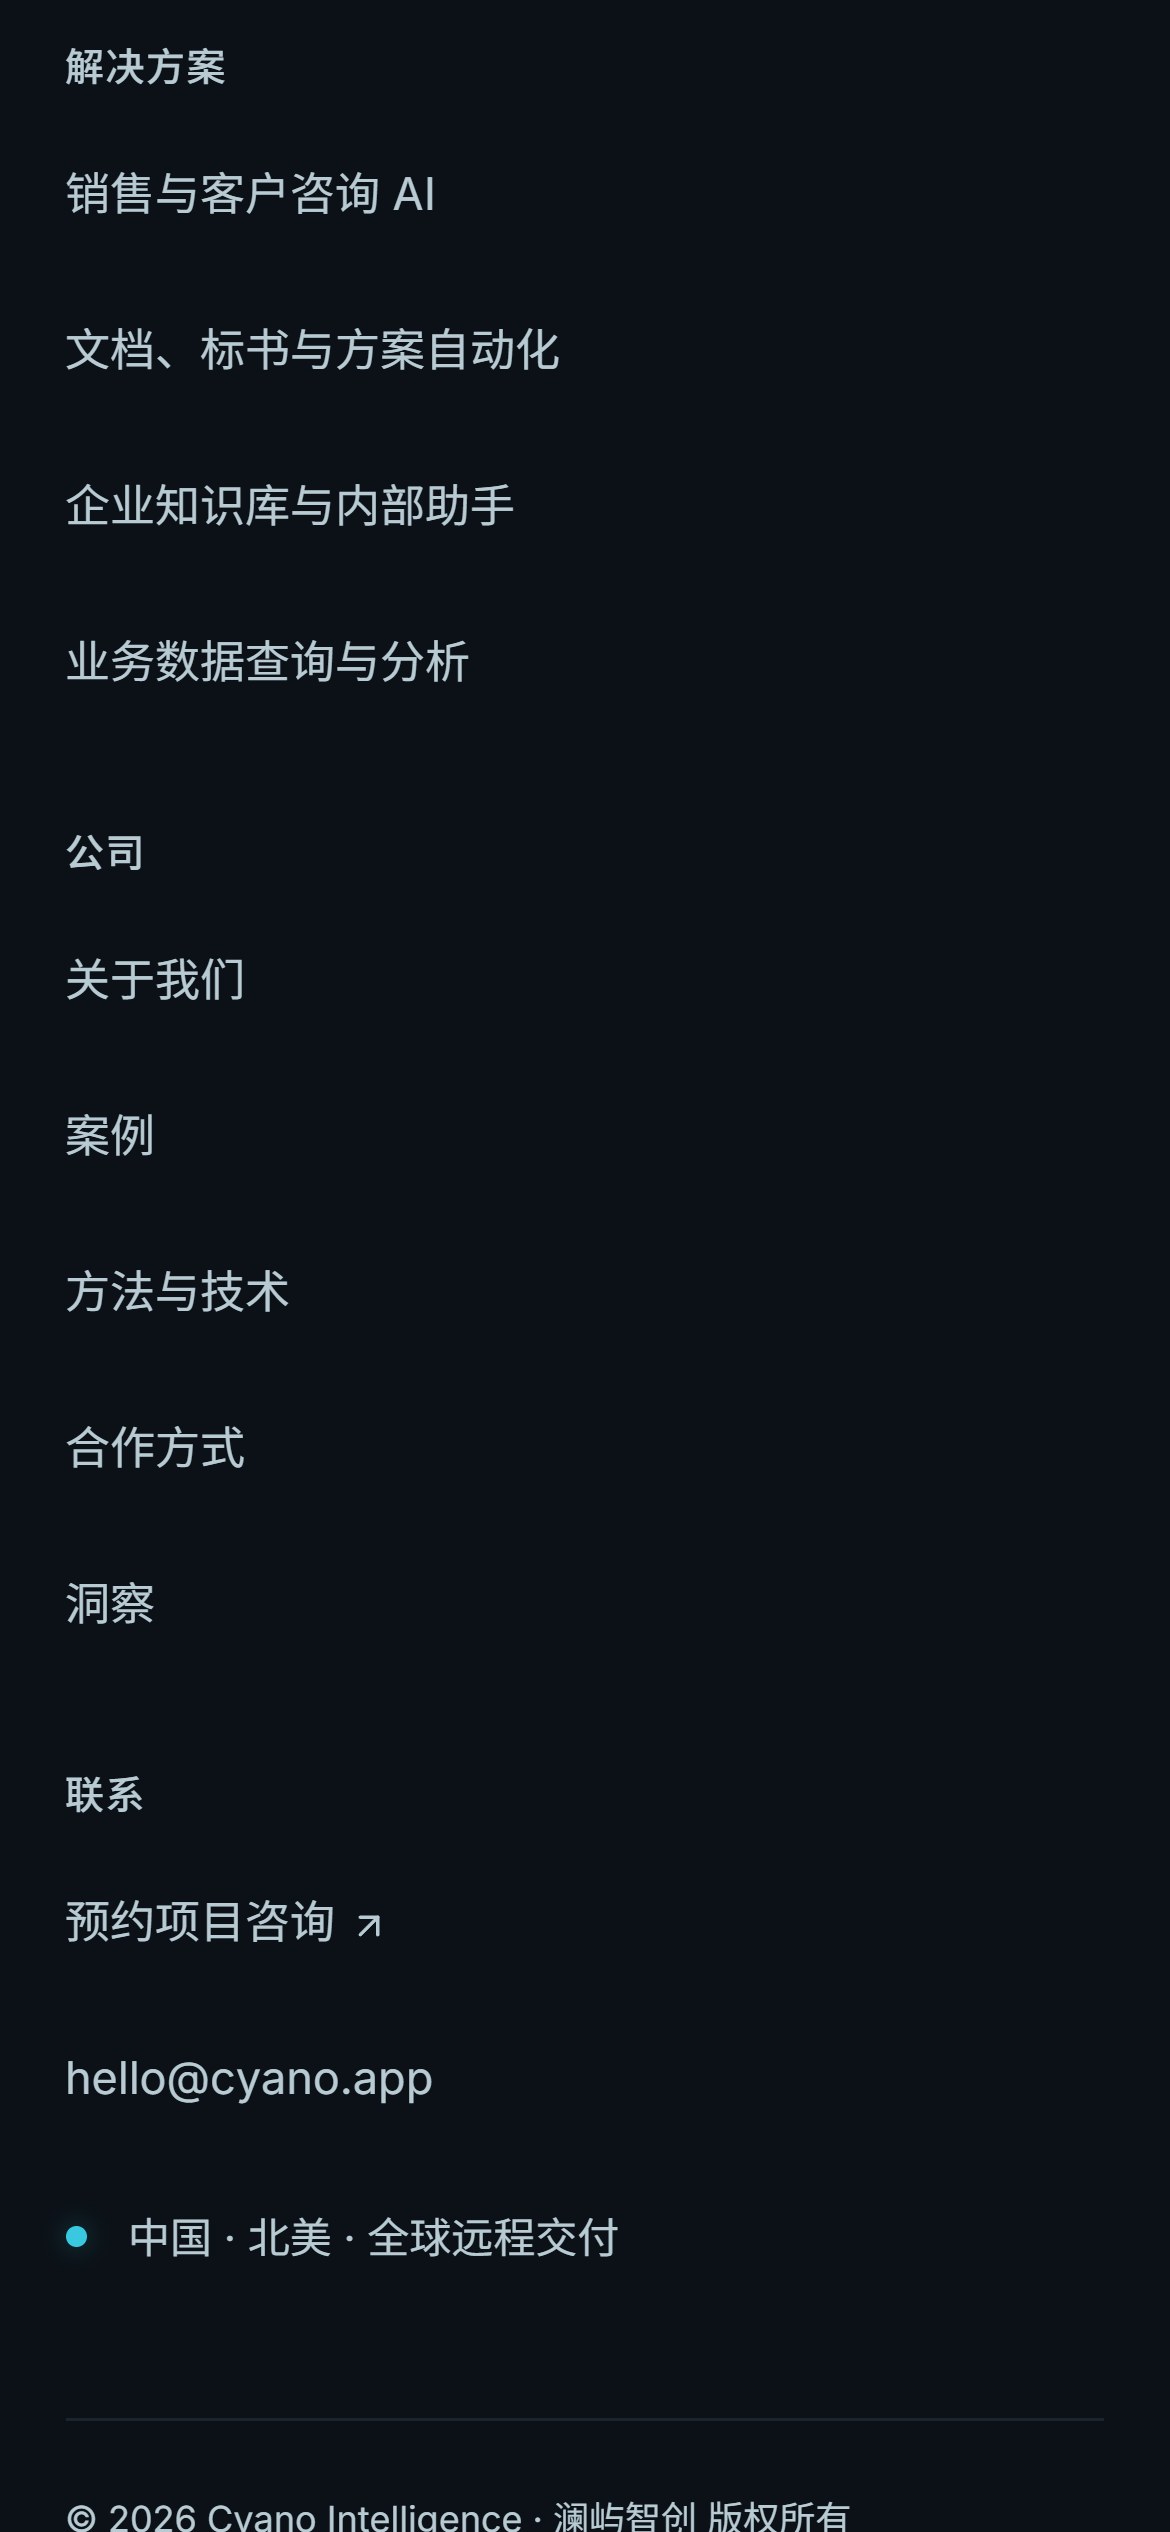 解决方案
销售与客户咨询 AI
文档、标书与方案自动化
企业知识库与内部助手
业务数据查询与分析
公司
关于我们
案例
方法与技术
合作方式
洞察
联系
预约项目咨询 ↗
hello@cyano.app
中国 · 北美 · 全球远程交付
© 2026 Cyano Intelligence · 澜屿智创 版权所有